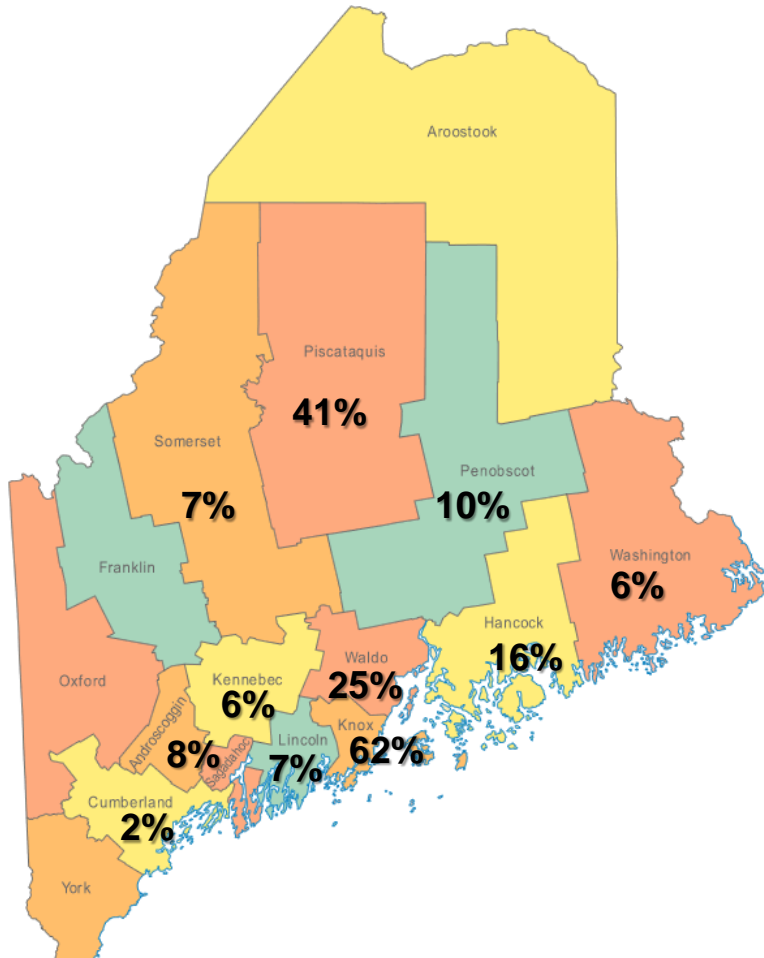 Aroostook
Piscataquis
41%
Somerset
7%
Penobscot
10%
Franklin
Washington
6%
Hancock
16%
Waldo
25%
Oxford
Kennebec
6%
Androscoggin
8%
Sagadahoc
Knox
62%
Lincoln
7%
Cumberland
2%
York